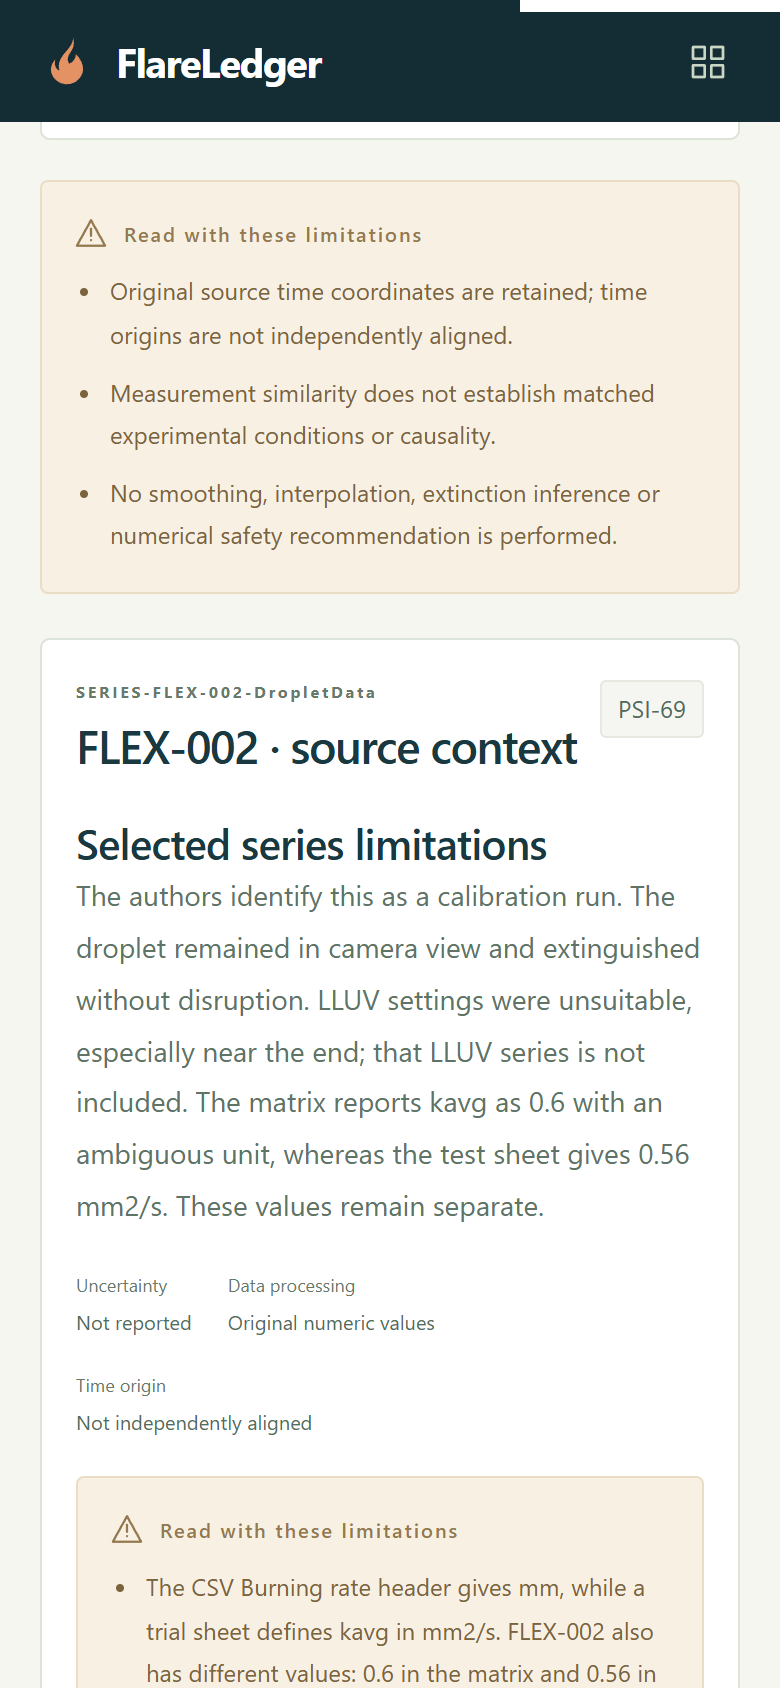 FlareLedger
Read with these limitations
• Original source time coordinates are retained; time
origins are not independently aligned.
• Measurement similarity does not establish matched
experimental conditions or causality.
• No smoothing, interpolation, extinction inference or
numerical safety recommendation is performed.
SERIES-FLEX-002-DropletData
PSI-69
FLEX-002 · source context
Selected series limitations
The authors identify this as a calibration run. The
droplet remained in camera view and extinguished
without disruption. LLUV settings were unsuitable,
especially near the end; that LLUV series is not
included. The matrix reports kavg as 0.6 with an
ambiguous unit, whereas the test sheet gives 0.56
mm2/s. These values remain separate.
Uncertainty
Not reported
Data processing
Original numeric values
Time origin
Not independently aligned
Read with these limitations
• The CSV Burning rate header gives mm, while a
trial sheet defines kavg in mm2/s. FLEX-002 also
has different values: 0.6 in the matrix and 0.56 in